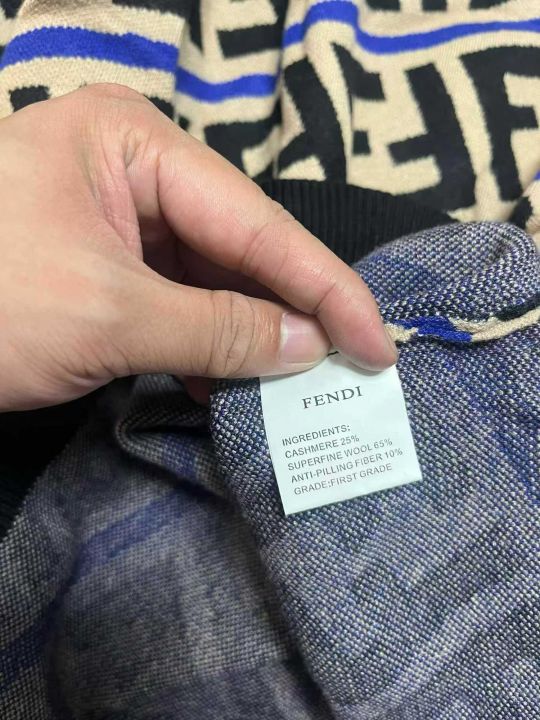 FENDI
INGREDIENTS:
CASHMERE 25%
SUPERFINE WOOL 65%
ANTI-PILLING FIBER 10%
GRADE:FIRST GRADE